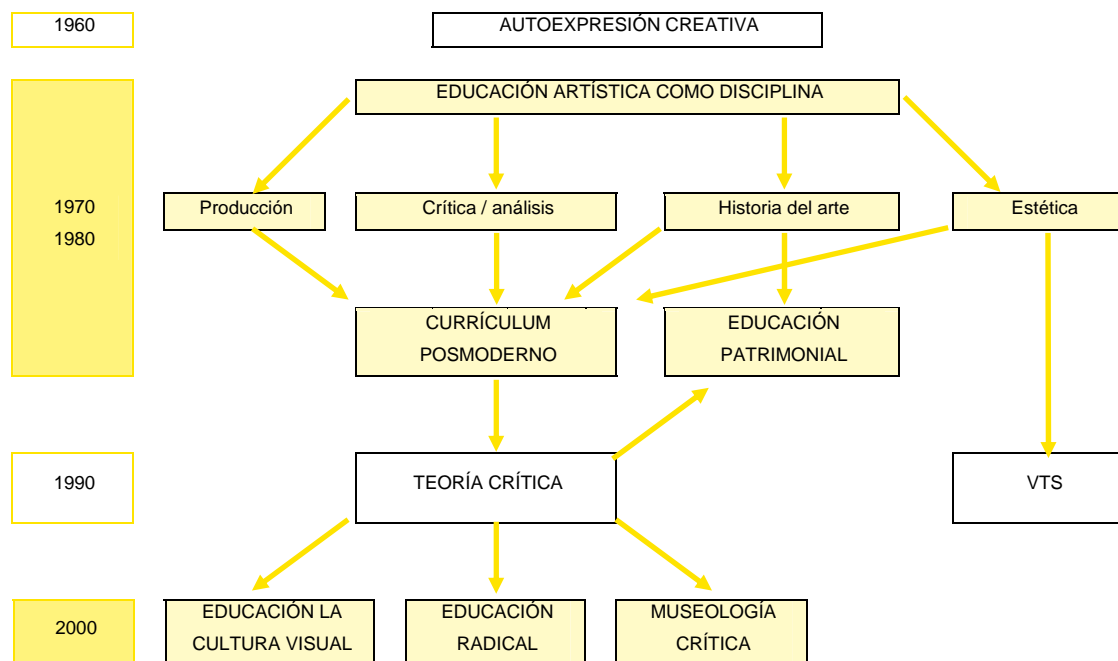 1960
AUTOEXPRESIÓN CREATIVA
EDUCACIÓN ARTÍSTICA COMO DISCIPLINA
1970
1980
Producción
Crítica / análisis
Historia del arte
Estética
CURRÍCULUM
POSMODERNO
EDUCACIÓN
PATRIMONIAL
1990
TEORÍA CRÍTICA
VTS
2000
EDUCACIÓN LA
CULTURA VISUAL
EDUCACIÓN
RADICAL
MUSEOLOGÍA
CRÍTICA